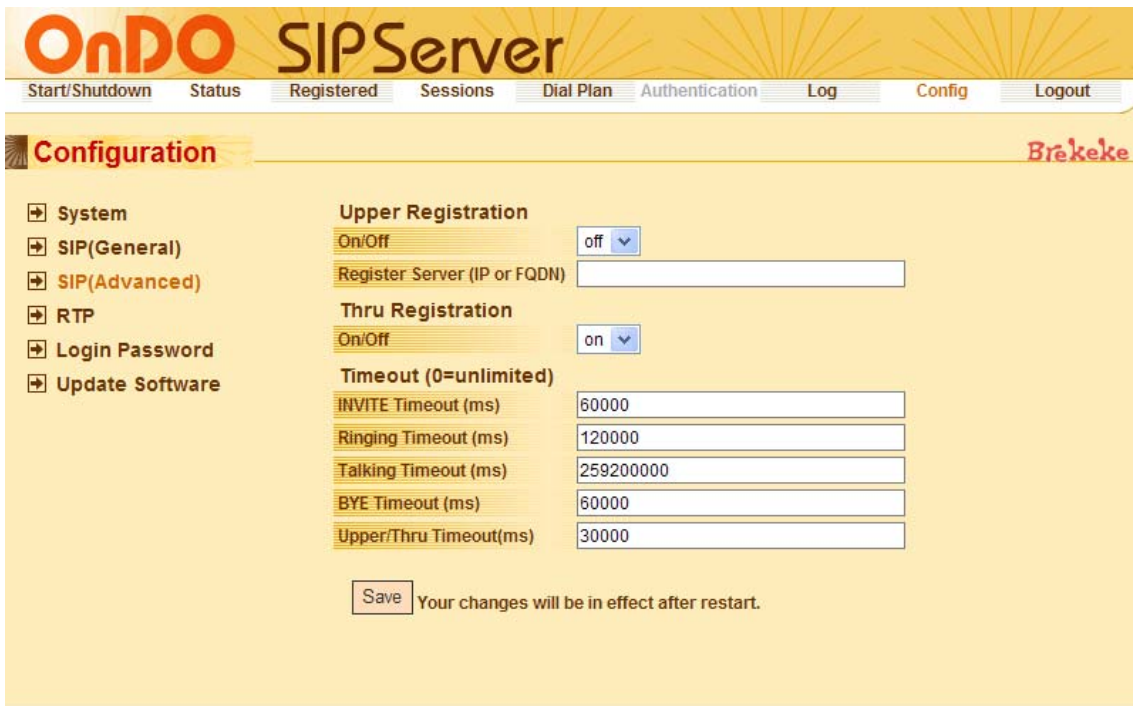 OnDO SIPServer
Start/Shutdown Status Registered Sessions Dial Plan Authentication Log Config Logout
Configuration
Brekeke
System
SIP(General)
SIP(Advanced)
RTP
Login Password
Update Software
Upper Registration
On/Off off
Register Server (IP or FQDN)
Thru Registration
On/Off on
Timeout (0=unlimited)
INVITE Timeout (ms) 60000
Ringing Timeout (ms) 120000
Talking Timeout (ms) 259200000
BYE Timeout (ms) 60000
Upper/Thru Timeout(ms) 30000
Save Your changes will be in effect after restart.